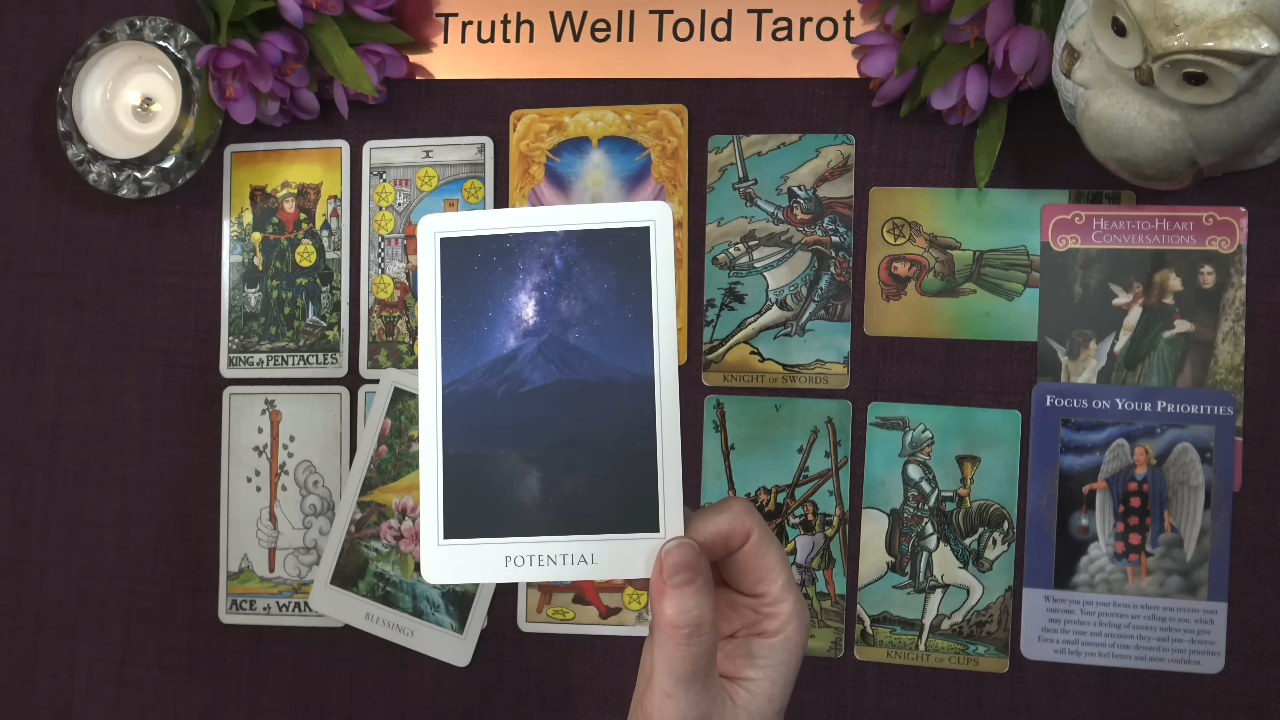 Truth Well Told Tarot
X
HEART-TO-HEART
CONVERSATIONS
KING of PENTACLES
KNIGHT OF SWORDS
V
FOCUS ON YOUR PRIORITIES
POTENTIAL
ACE of WAN
BLESSINGS
KNIGHT OF CUPS
Where you put your focus is where you receive your
outcome. Your priorities are calling to you, which
may produce a feeling of anxiety unless you give
them the time and attention they—and you—deserve
Even a small amount of time devoted to your priorities
will help you feel better and more confident.